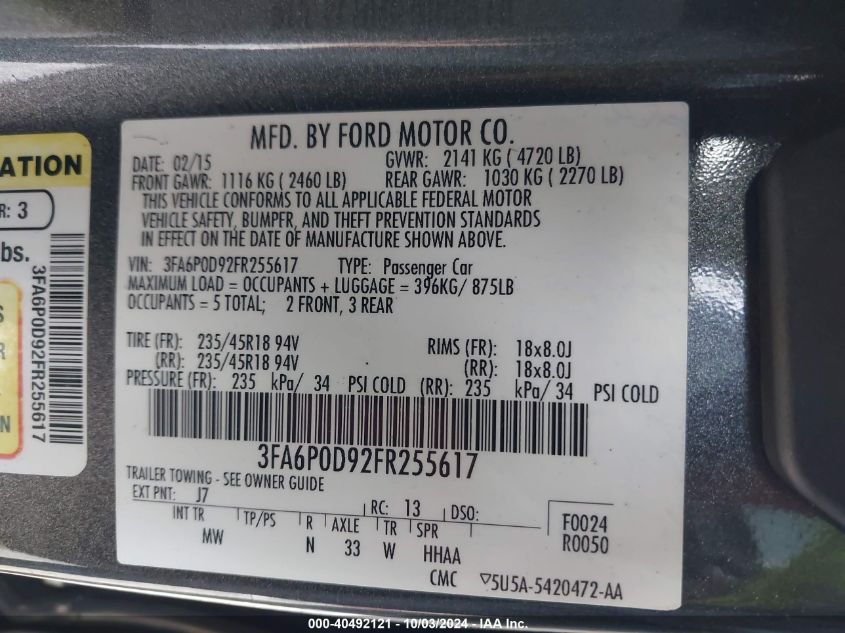 ATION
R: 3
bs.
S
R
N
3FA6P0D92FR255617
MFD. BY FORD MOTOR CO.
DATE: 02/15 GVWR: 2141 KG ( 4720 LB)
FRONT GAWR: 1116 KG ( 2460 LB) REAR GAWR: 1030 KG ( 2270 LB)
THIS VEHICLE CONFORMS TO ALL APPLICABLE FEDERAL MOTOR
VEHICLE SAFETY, BUMPER, AND THEFT PREVENTION STANDARDS
IN EFFECT ON THE DATE OF MANUFACTURE SHOWN ABOVE.
VIN: 3FA6P0D92FR255617 TYPE: Passenger Car
MAXIMUM LOAD = OCCUPANTS + LUGGAGE = 396KG/ 875LB
OCCUPANTS = 5 TOTAL; 2 FRONT, 3 REAR
TIRE (FR): 235/45R18 94V RIMS (FR): 18x8.0J
(RR): 235/45R18 94V (RR): 18x8.0J
PRESSURE (FR): 235 kPa/ 34 PSI COLD (RR): 235 kPa/ 34 PSI COLD
3FA6P0D92FR255617
TRAILER TOWING - SEE OWNER GUIDE
EXT PNT: J7 RC: 13 DSO: F0024
INT TR TP/PS R AXLE TR SPR R0050
MW N 33 W HHAA
CMC ▽5U5A-5420472-AA
000-40492121 - 10/03/2024 - IAA Inc.